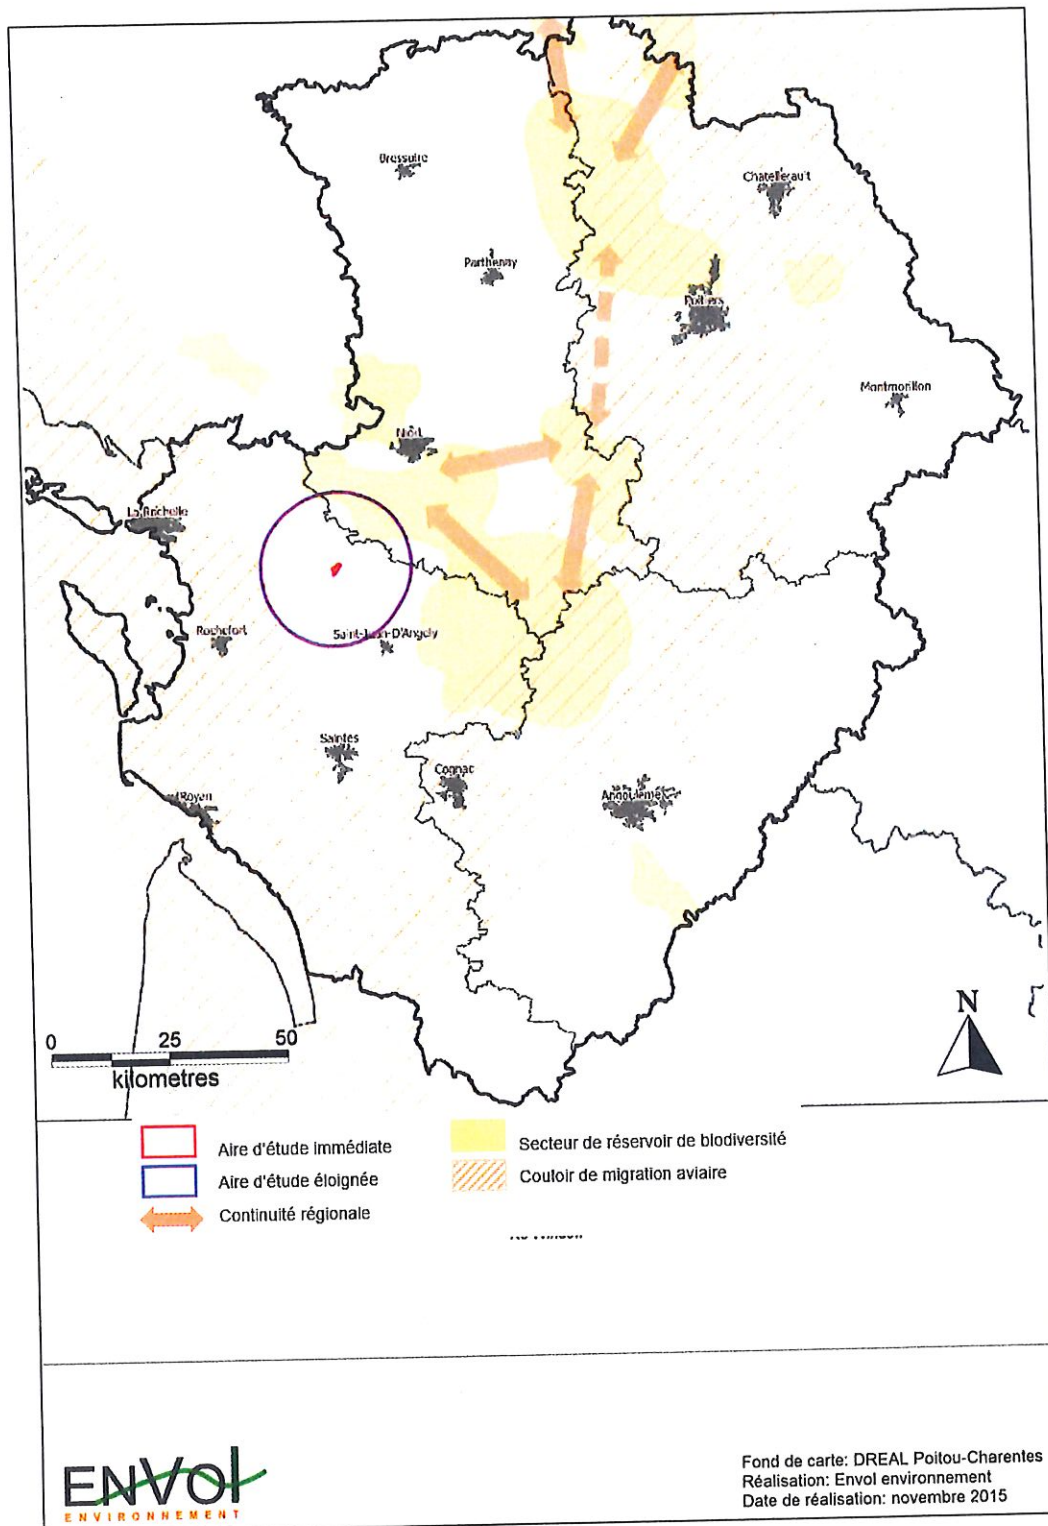 Bressuire
Chatellerault
Parthenay
Poitiers
Montmorillon
Niort
La Rochelle
Rochefort
Saint-Jean-D'Angely
Saintes
Cognac
Royan
Angouleme
N
0 25 50
kilometres
Aire d'étude immédiate
Secteur de réservoir de biodiversité
Aire d'étude éloignée
Couloir de migration aviaire
Continuité régionale
ENVOl
ENVIRONNEMENT
Fond de carte: DREAL Poitou-Charentes
Réalisation: Envol environnement
Date de réalisation: novembre 2015